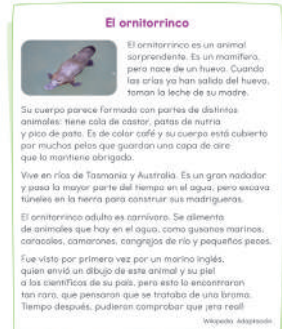 El ornitorrinco
El ornitorrinco es un animal
sorprendente. Es un mamífero,
pero nace de un huevo. Cuando
las crías ya han salido del huevo,
toman la leche de su madre.
Su cuerpo parece formado con partes de distintos
animales: tiene cola de castor, patas de nutria
y pico de pato. Es de color café y su cuerpo está cubierto
por muchos pelos que guardan una capa de aire
que lo mantiene abrigado.
Vive en ríos de Tasmania y Australia. Es un gran nadador
y pasa la mayor parte del tiempo en el agua, pero excava
túneles en la tierra para construir sus madrigueras.
El ornitorrinco adulto es carnívoro. Se alimenta
de animales que hay en el agua, como gusanos marinos,
caracoles, camarones, cangrejos de río y pequeños peces.
Fue visto por primera vez por un marino inglés,
quien envió un dibujo de este animal y su piel
a los científicos de su país, pero esto lo encontraron
tan raro, que pensaron que se trataba de una broma.
Tiempo después, pudieron comprobar que ¡era real!
Wikipedia. Adaptación